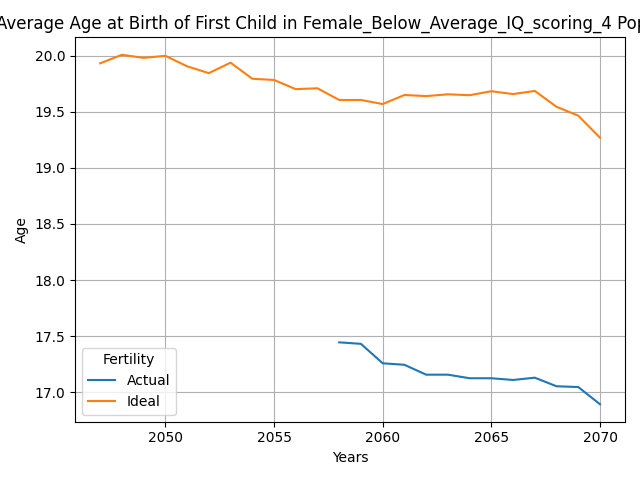 Average Age at Birth of First Child in Female_Below_Average_IQ_scoring_4
20.0
19.5
19.0
18.5
18.0
17.5
17.0
Age
Fertility
Actual
Ideal
2050 2055 2060 2065 2070
Years